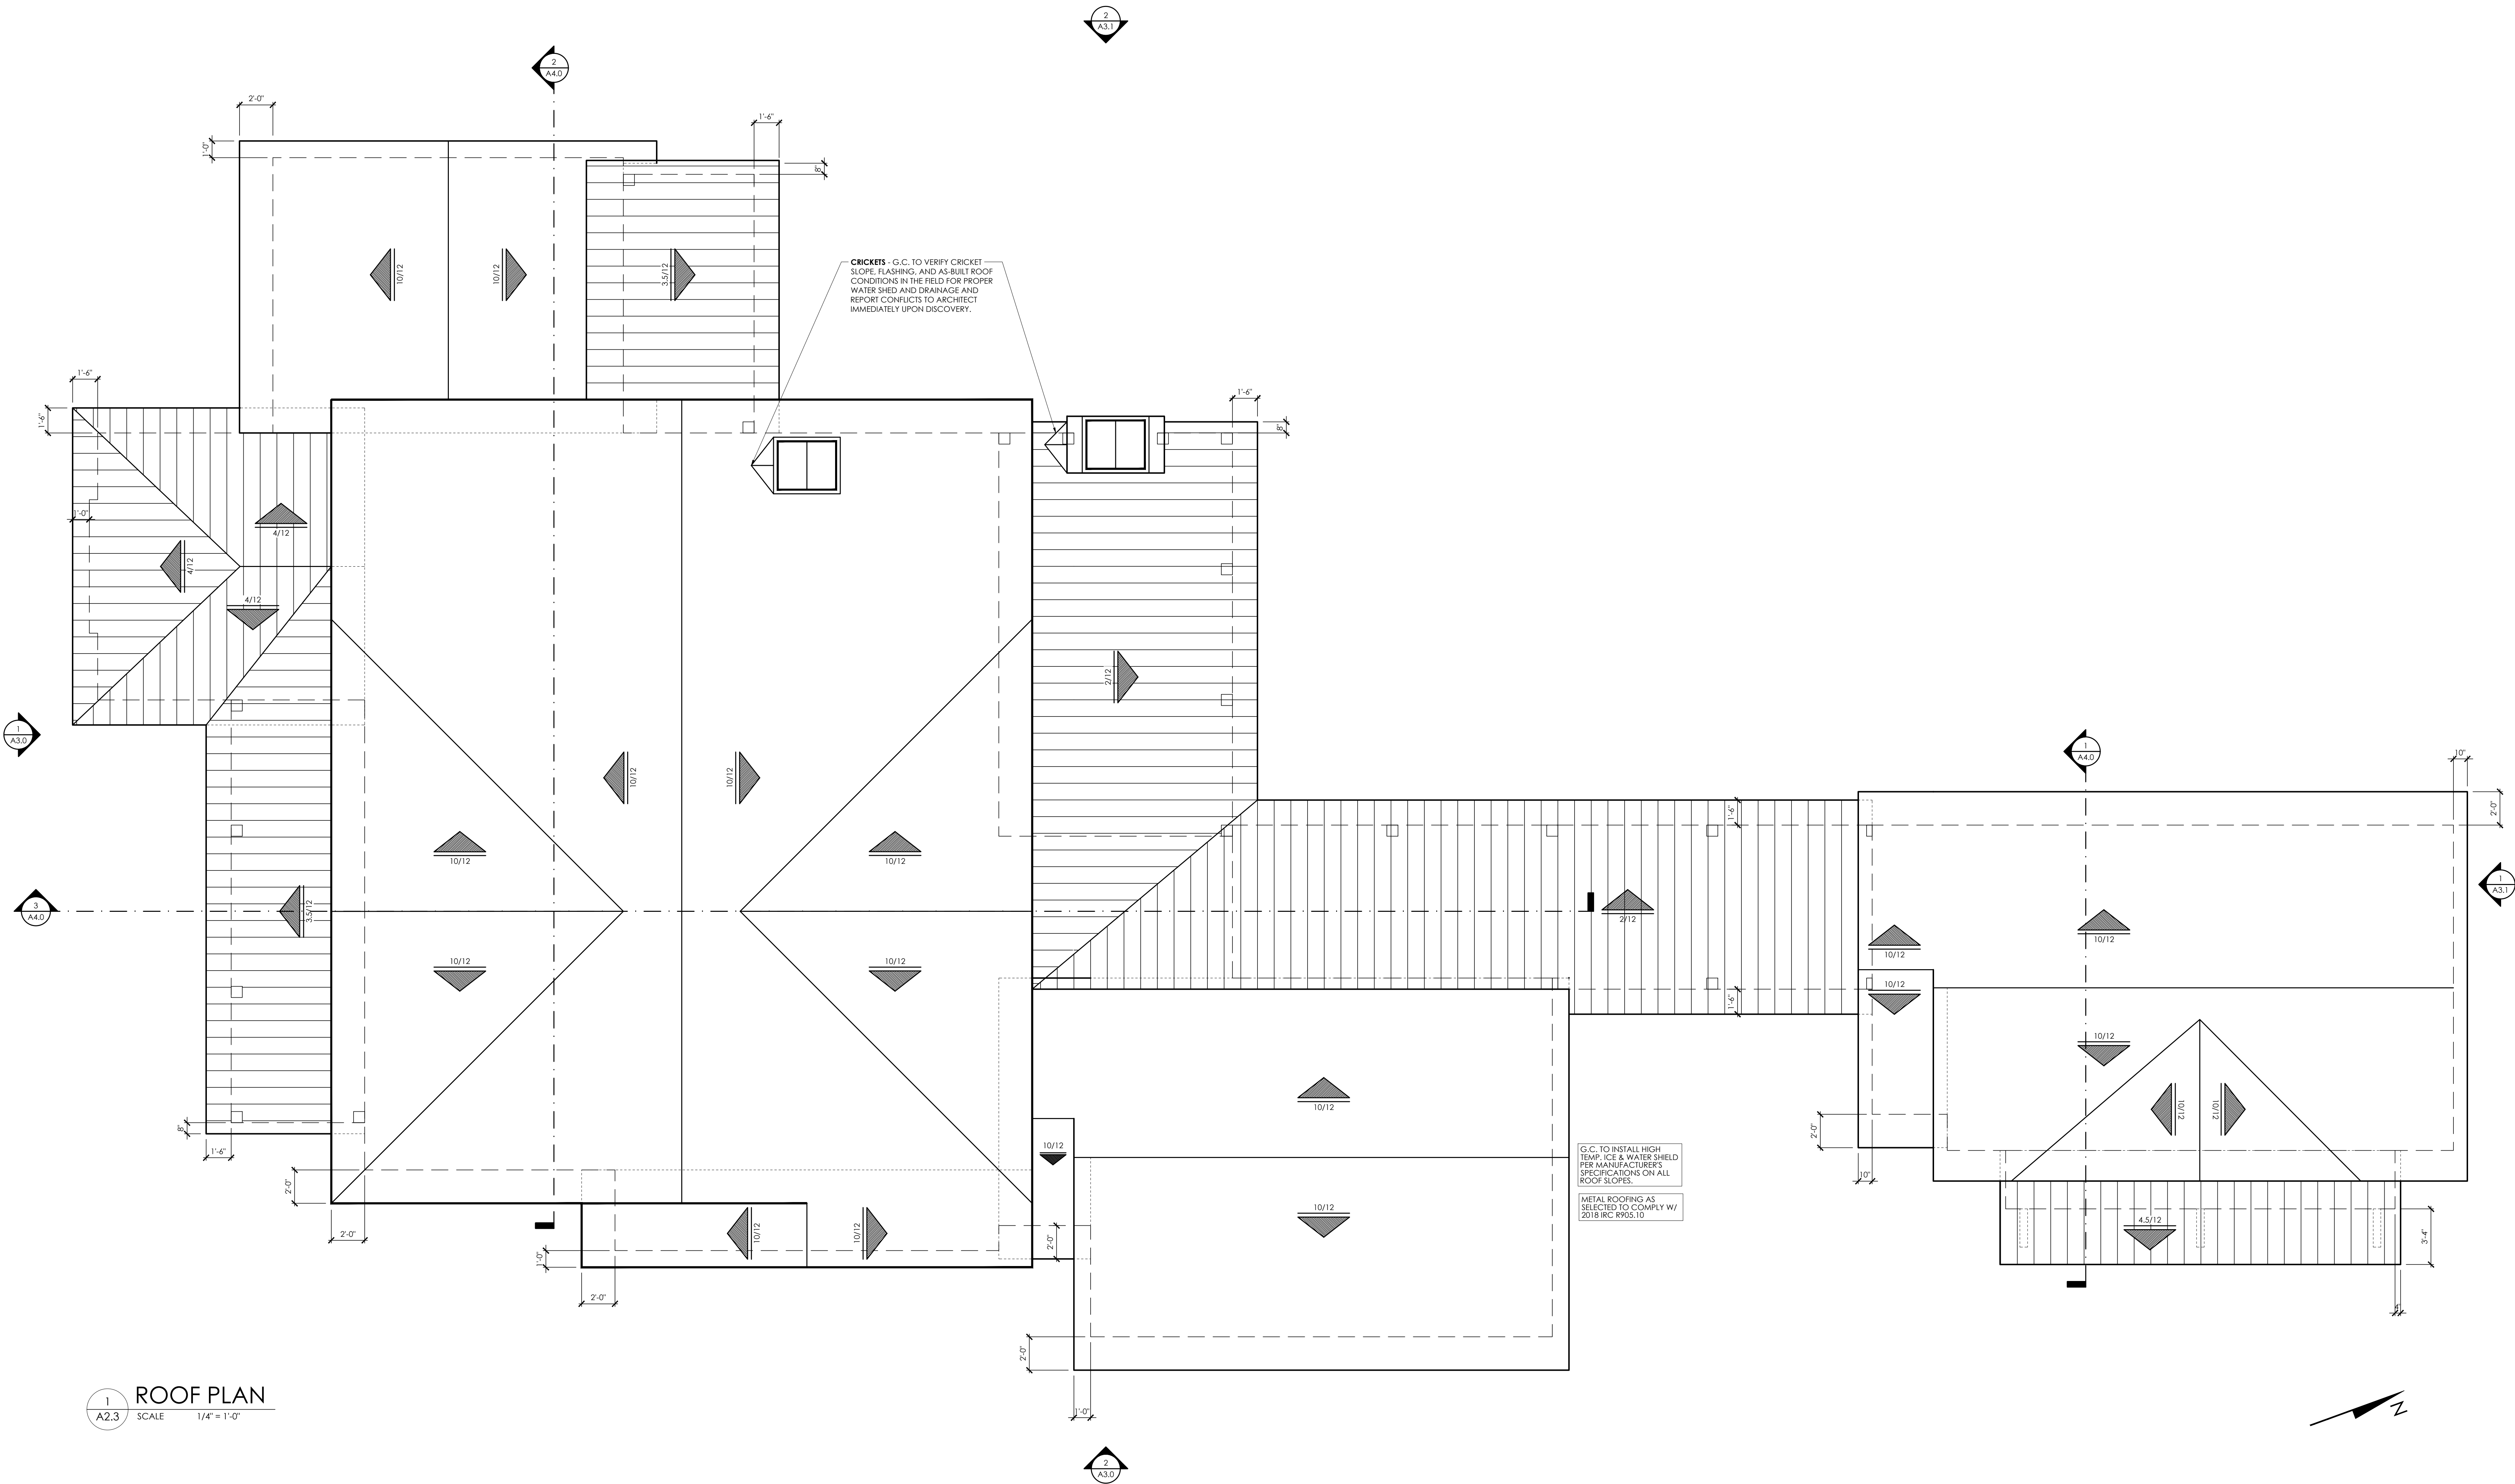 2
A3.1
2
A4.0
2'-0"
1'-6"
1'-0"
8"
10/12
10/12
3.5/12
CRICKETS - G.C. TO VERIFY CRICKET
SLOPE, FLASHING, AND AS-BUILT ROOF
CONDITIONS IN THE FIELD FOR PROPER
WATER SHED AND DRAINAGE AND
REPORT CONFLICTS TO ARCHITECT
IMMEDIATELY UPON DISCOVERY.
1'-6"
1'-6"
1'-6"
8"
1'-0"
4/12
4/12
4/12
2/12
1
A3.0
1
A4.0
10"
10/12
10/12
1'-6"
2'-0"
10/12
10/12
1
A3.1
3
A4.0
3.5/12
2/12
10/12
10/12
10/12
10/12
10/12
1'-6"
10/12
10/12
10/12
10/12
10/12
8"
1'-6"
2'-0"
10/12
2'-0"
10"
G.C. TO INSTALL HIGH
TEMP. ICE & WATER SHIELD
PER MANUFACTURER'S
SPECIFICATIONS ON ALL
ROOF SLOPES.
METAL ROOFING AS
SELECTED TO COMPLY W/
2018 IRC R905.10
10/12
4.5/12
3'-4"
2'-0"
10/12
10/12
2'-0"
1'-0"
2'-0"
4"
2'-0"
1'-0"
1
A2.3
ROOF PLAN
SCALE 1/4" = 1'-0"
N
2
A3.0